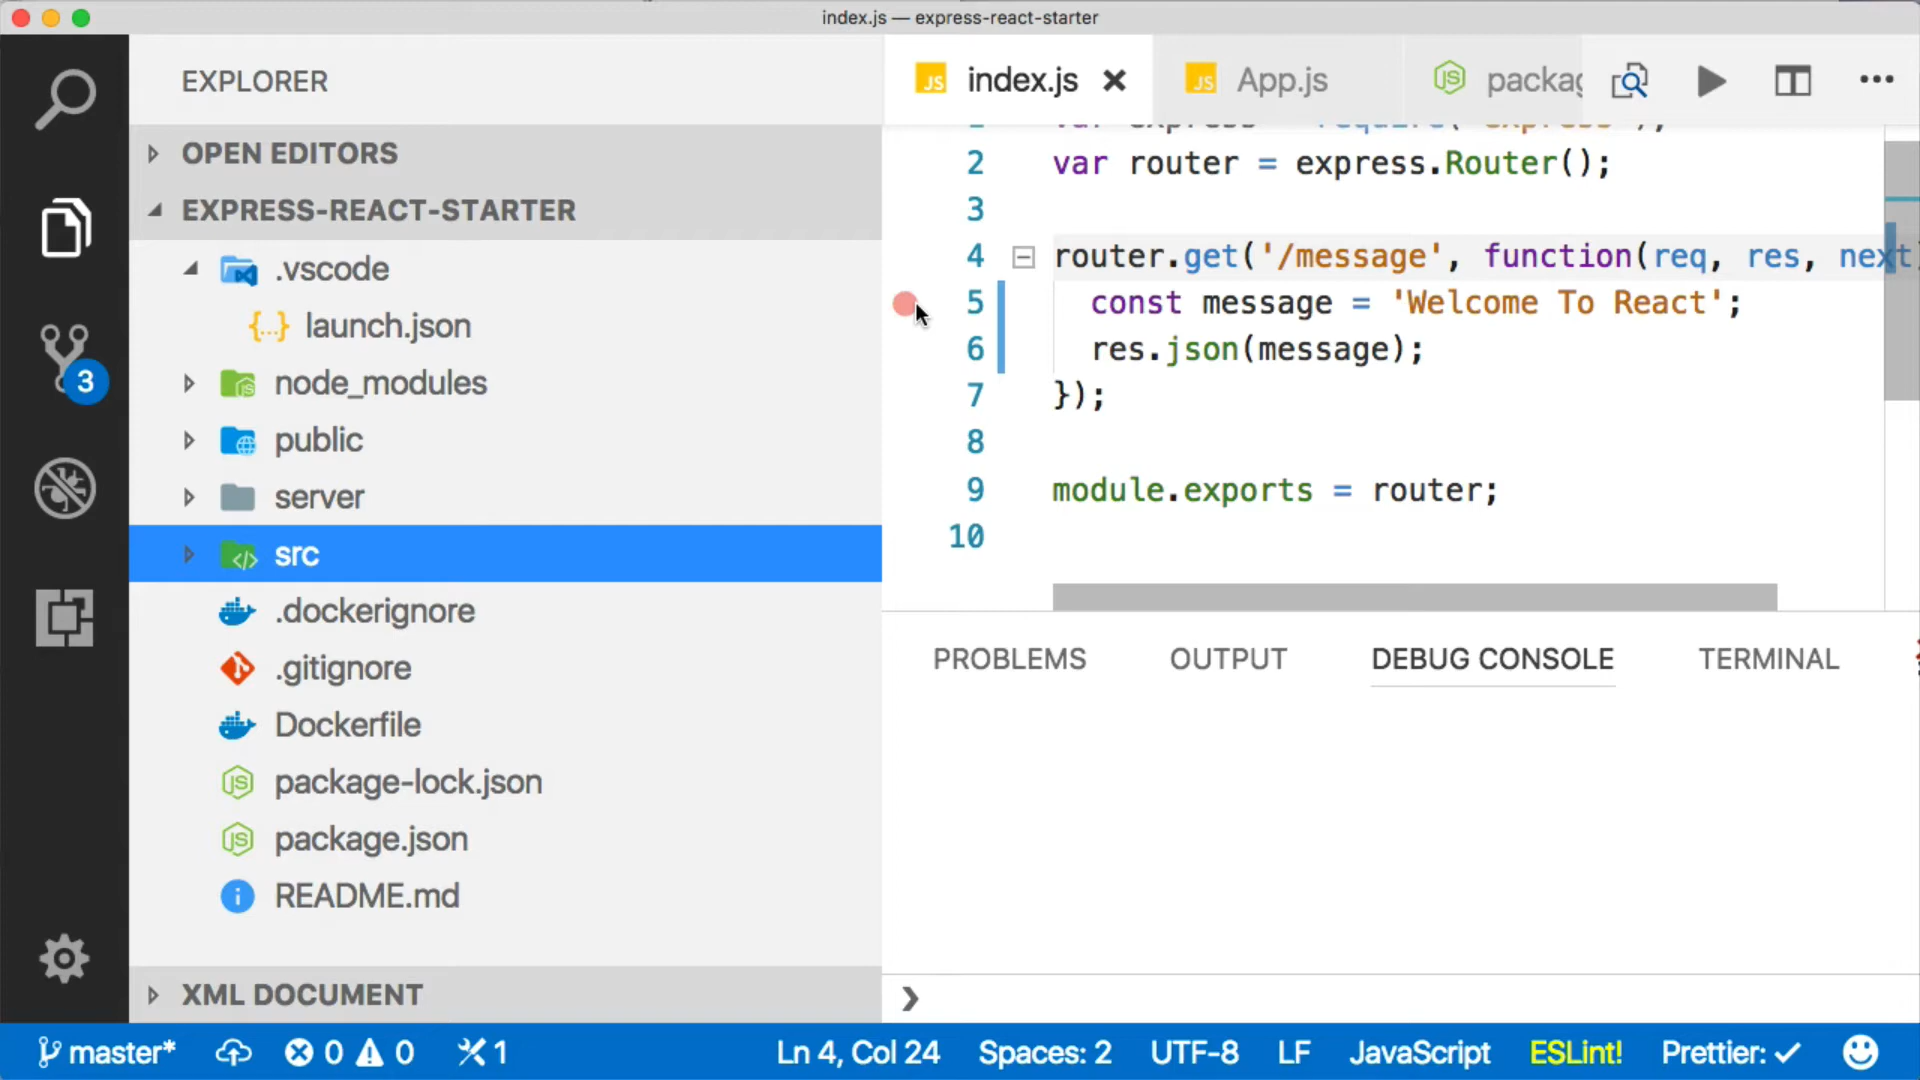 index.js — express-react-starter
EXPLORER
OPEN EDITORS
EXPRESS-REACT-STARTER
.vscode
{..} launch.json
node_modules
public
server
src
.dockerignore
.gitignore
Dockerfile
package-lock.json
package.json
README.md
XML DOCUMENT
3
JS index.js
JS App.js
packag
2 var router = express.Router();
3
4 router.get('/message', function(req, res, next)
5 const message = 'Welcome To React';
6 res.json(message);
7 });
8
9 module.exports = router;
10
PROBLEMS OUTPUT DEBUG CONSOLE TERMINAL
master* 0 0 1 Ln 4, Col 24 Spaces: 2 UTF-8 LF JavaScript ESLint! Prettier: ✓